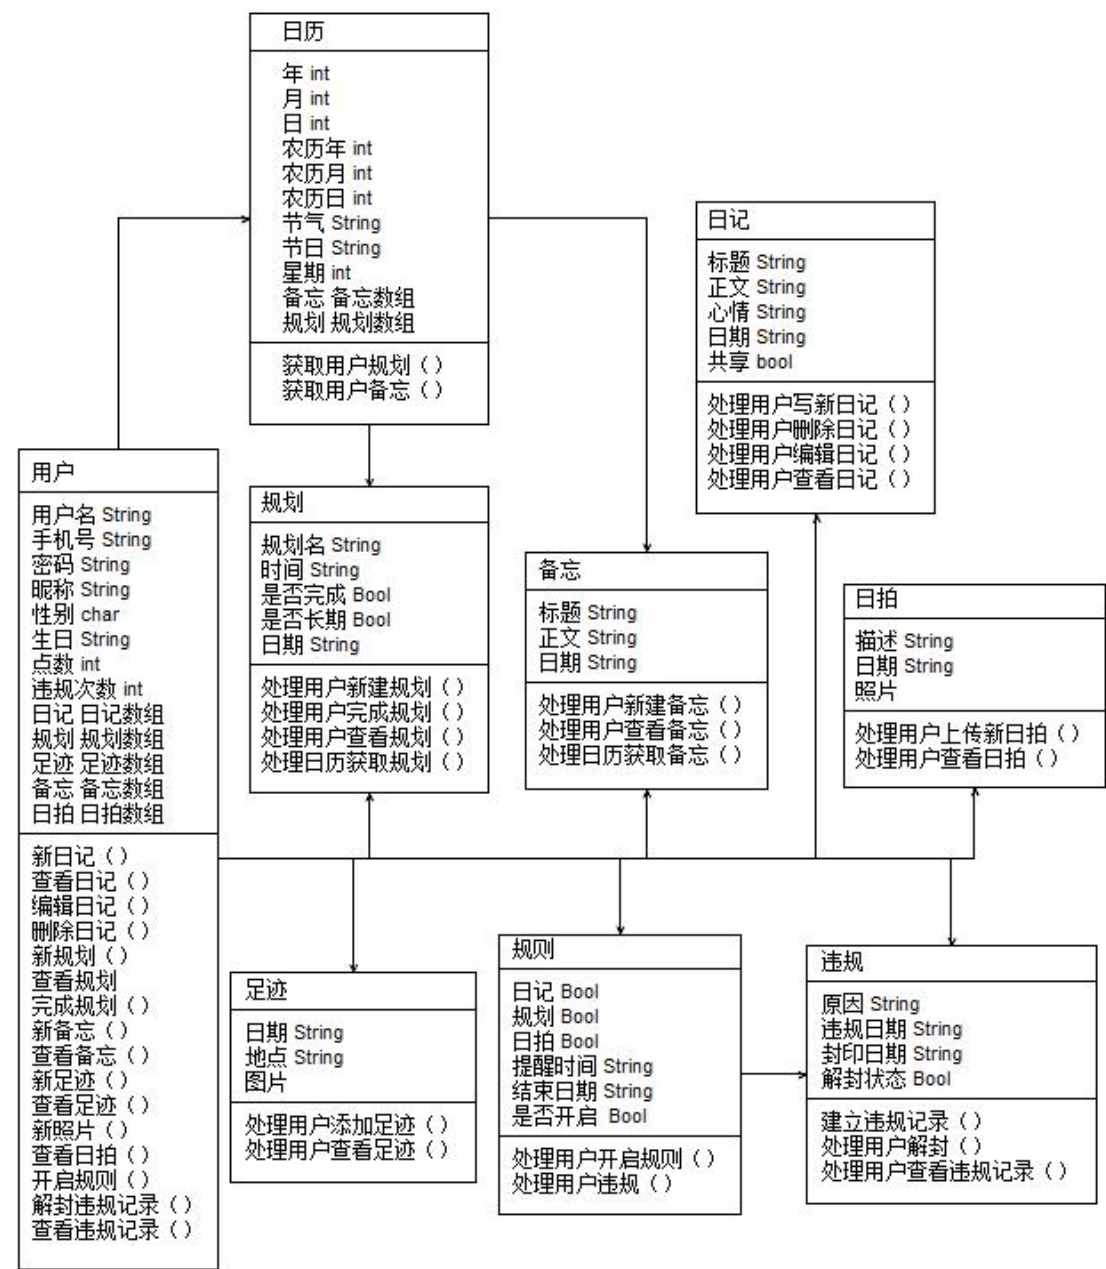 日历
年 int
月 int
日 int
农历年 int
农历月 int
农历日 int
节气 String
节日 String
星期 int
备忘 备忘数组
规划 规划数组
获取用户规划（）
获取用户备忘（）
日记
标题 String
正文 String
心情 String
日期 String
共享 bool
处理用户写新日记（）
处理用户删除日记（）
处理用户编辑日记（）
处理用户查看日记（）
用户
用户名 String
手机号 String
密码 String
昵称 String
性别 char
生日 String
点数 int
违规次数 int
日记 日记数组
规划 规划数组
足迹 足迹数组
备忘 备忘数组
日拍 日拍数组
新日记（）
查看日记（）
编辑日记（）
删除日记（）
新规划（）
查看规划
完成规划（）
新备忘（）
查看备忘（）
新足迹（）
查看足迹（）
新照片（）
查看日拍（）
开启规则（）
解封违规记录（）
查看违规记录（）
规划
规划名 String
时间 String
是否完成 Bool
是否长期 Bool
日期 String
处理用户新建规划（）
处理用户完成规划（）
处理用户查看规划（）
处理日历获取规划（）
备忘
标题 String
正文 String
日期 String
处理用户新建备忘（）
处理用户查看备忘（）
处理日历获取备忘（）
日拍
描述 String
日期 String
照片
处理用户上传新日拍（）
处理用户查看日拍（）
足迹
日期 String
地点 String
图片
处理用户添加足迹（）
处理用户查看足迹（）
规则
日记 Bool
规划 Bool
日拍 Bool
提醒时间 String
结束日期 String
是否开启 Bool
处理用户开启规则（）
处理用户违规（）
违规
原因 String
违规日期 String
封印日期 String
解封状态 Bool
建立违规记录（）
处理用户解封（）
处理用户查看违规记录（）